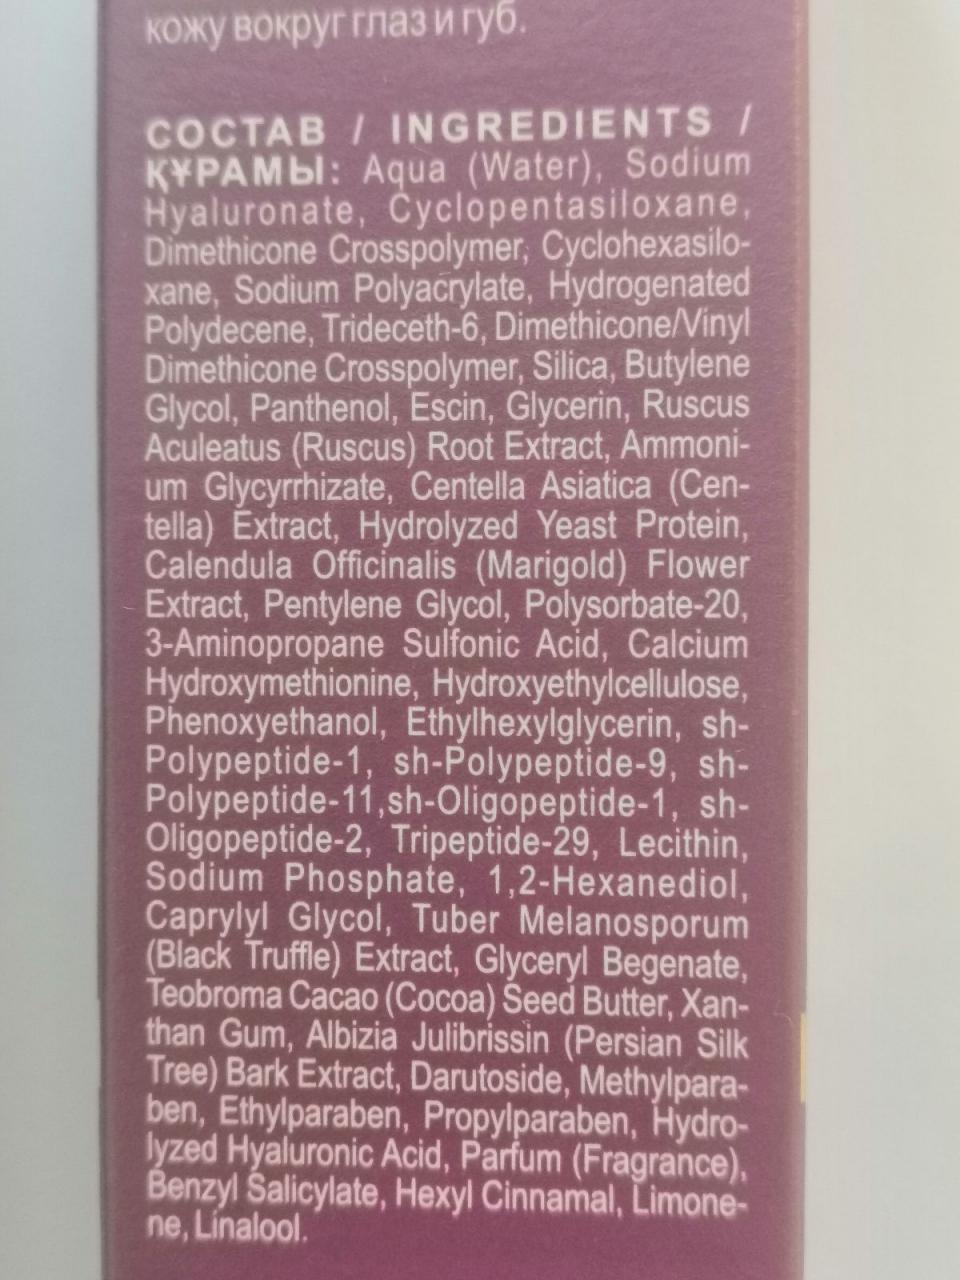 кожу вокруг глаз и губ.
СОСТАВ / INGREDIENTS /
ҚҰРАМЫ: Aqua (Water), Sodium
Hyaluronate, Cyclopentasiloxane,
Dimethicone Crosspolymer, Cyclohexasilo-
xane, Sodium Polyacrylate, Hydrogenated
Polydecene, Trideceth-6, Dimethicone/Vinyl
Dimethicone Crosspolymer, Silica, Butylene
Glycol, Panthenol, Escin, Glycerin, Ruscus
Aculeatus (Ruscus) Root Extract, Ammoni-
um Glycyrrhizate, Centella Asiatica (Cen-
tella) Extract, Hydrolyzed Yeast Protein,
Calendula Officinalis (Marigold) Flower
Extract, Pentylene Glycol, Polysorbate-20,
3-Aminopropane Sulfonic Acid, Calcium
Hydroxymethionine, Hydroxyethylcellulose,
Phenoxyethanol, Ethylhexylglycerin, sh-
Polypeptide-1, sh-Polypeptide-9, sh-
Polypeptide-11,sh-Oligopeptide-1, sh-
Oligopeptide-2, Tripeptide-29, Lecithin,
Sodium Phosphate, 1,2-Hexanediol,
Caprylyl Glycol, Tuber Melanosporum
(Black Truffle) Extract, Glyceryl Begenate,
Teobroma Cacao (Cocoa) Seed Butter, Xan-
than Gum, Albizia Julibrissin (Persian Silk
Tree) Bark Extract, Darutoside, Methylpara-
ben, Ethylparaben, Propylparaben, Hydro-
lyzed Hyaluronic Acid, Parfum (Fragrance),
Benzyl Salicylate, Hexyl Cinnamal, Limone-
ne, Linalool.